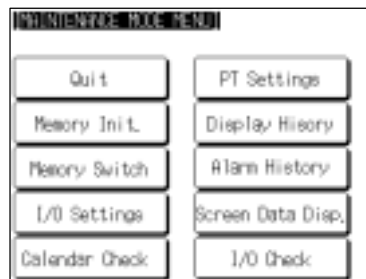 [MAINTENANCE MODE MENU]
Quit
PT Settings
Memory Init.
Display Hisory
Memory Switch
Alarm History
I/O Settings
Screen Data Disp.
Calendar Check
I/O Check